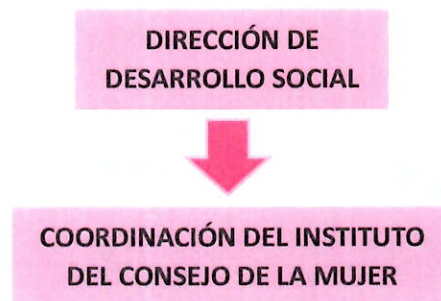 DIRECCIÓN DE
DESARROLLO SOCIAL
COORDINACIÓN DEL INSTITUTO
DEL CONSEJO DE LA MUJER